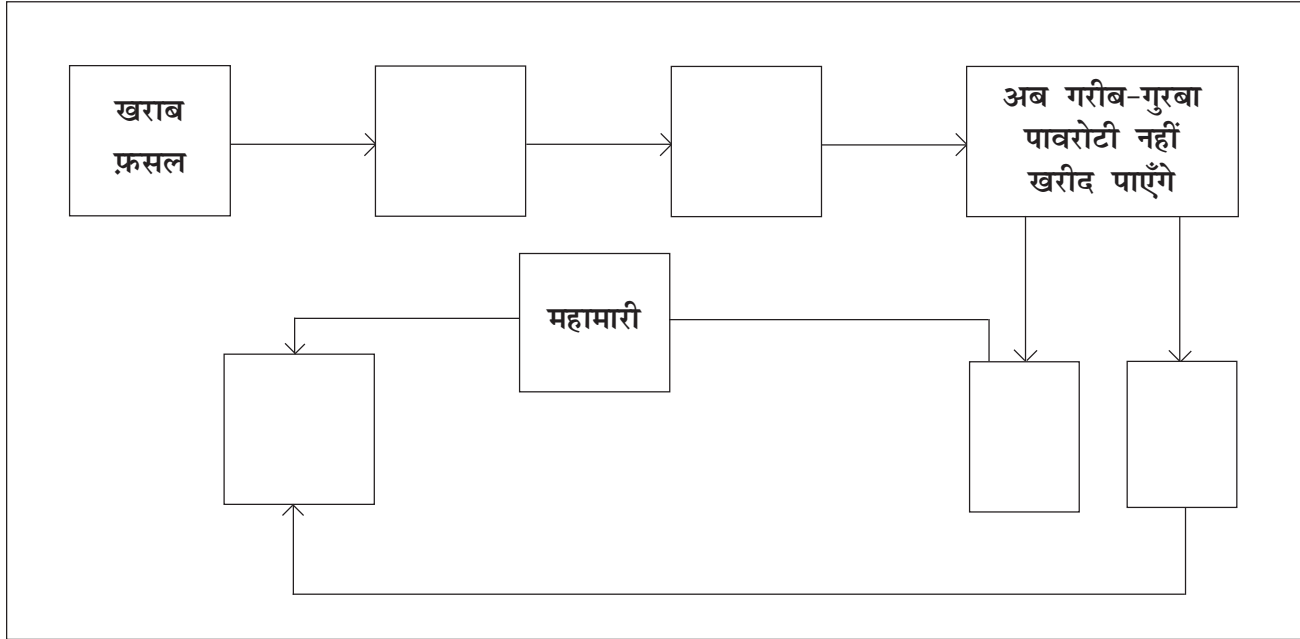 खराब
फ़सल
अब गरीब-गुरबा
पावरोटी नहीं
खरीद पाएँगे
महामारी